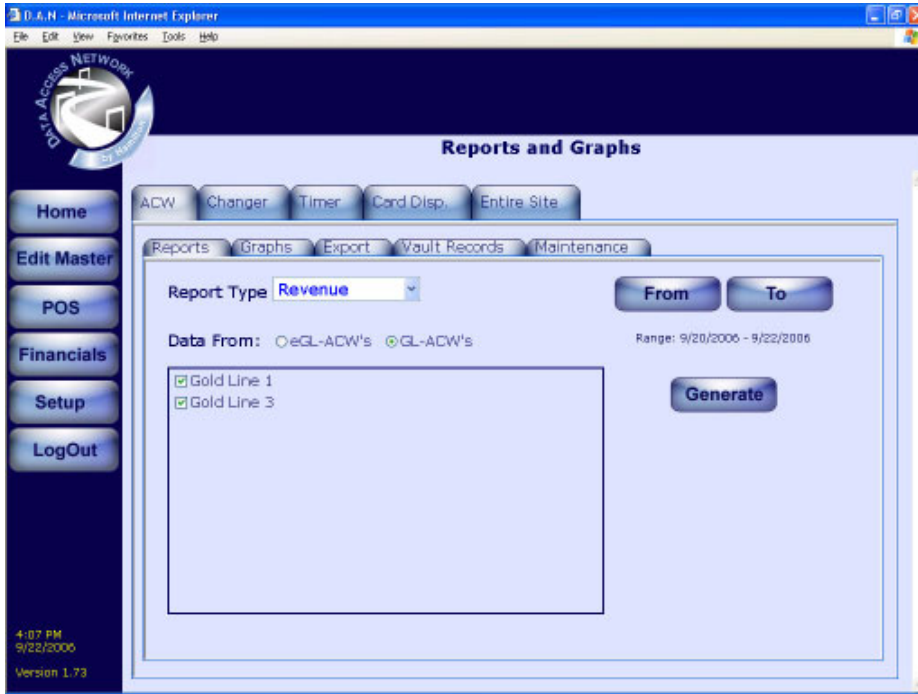 D.A.N - Microsoft Internet Explorer
File Edit View Favorites Tools Help
DATA ACCESS NETWORK
by Hamilton
Reports and Graphs
Home
Edit Master
POS
Financials
Setup
LogOut
4:07 PM
9/22/2006
Version 1.73
ACW Changer Timer Card Disp. Entire Site
Reports Graphs Export Vault Records Maintenance
Report Type Revenue
From To
Data From: eGL-ACW's GL-ACW's
Range: 9/20/2006 - 9/22/2006
Gold Line 1
Gold Line 3
Generate